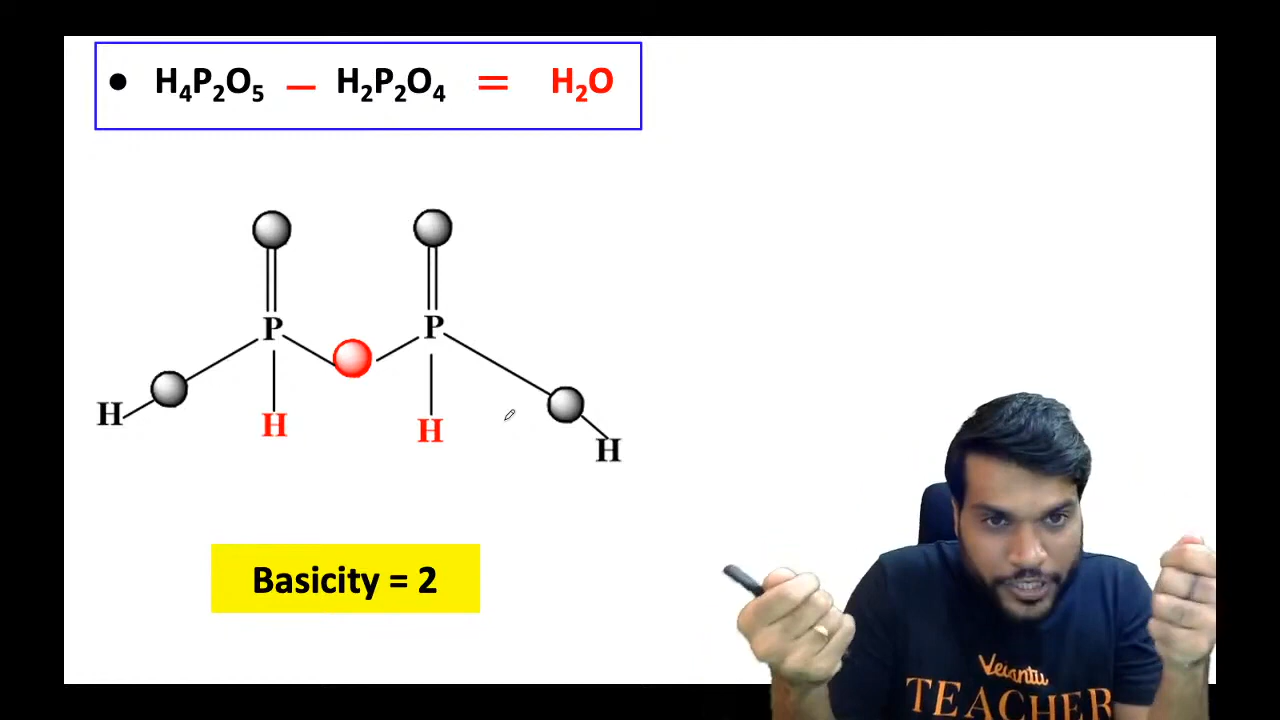 • H₄P₂O₅ — H₂P₂O₄ = H₂O
P P
H H H H
Basicity = 2
Vedantu
TEACHER